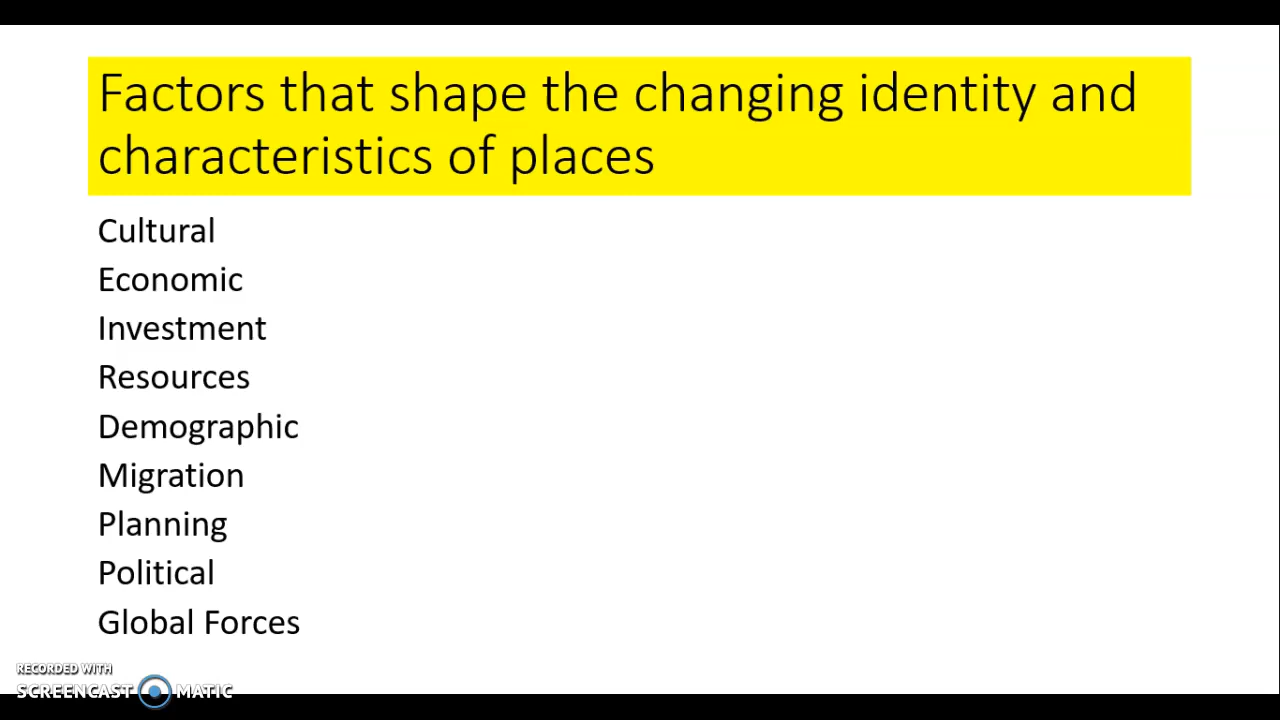 Factors that shape the changing identity and
characteristics of places
Cultural
Economic
Investment
Resources
Demographic
Migration
Planning
Political
Global Forces
RECORDED WITH
SCREENCAST MATIC